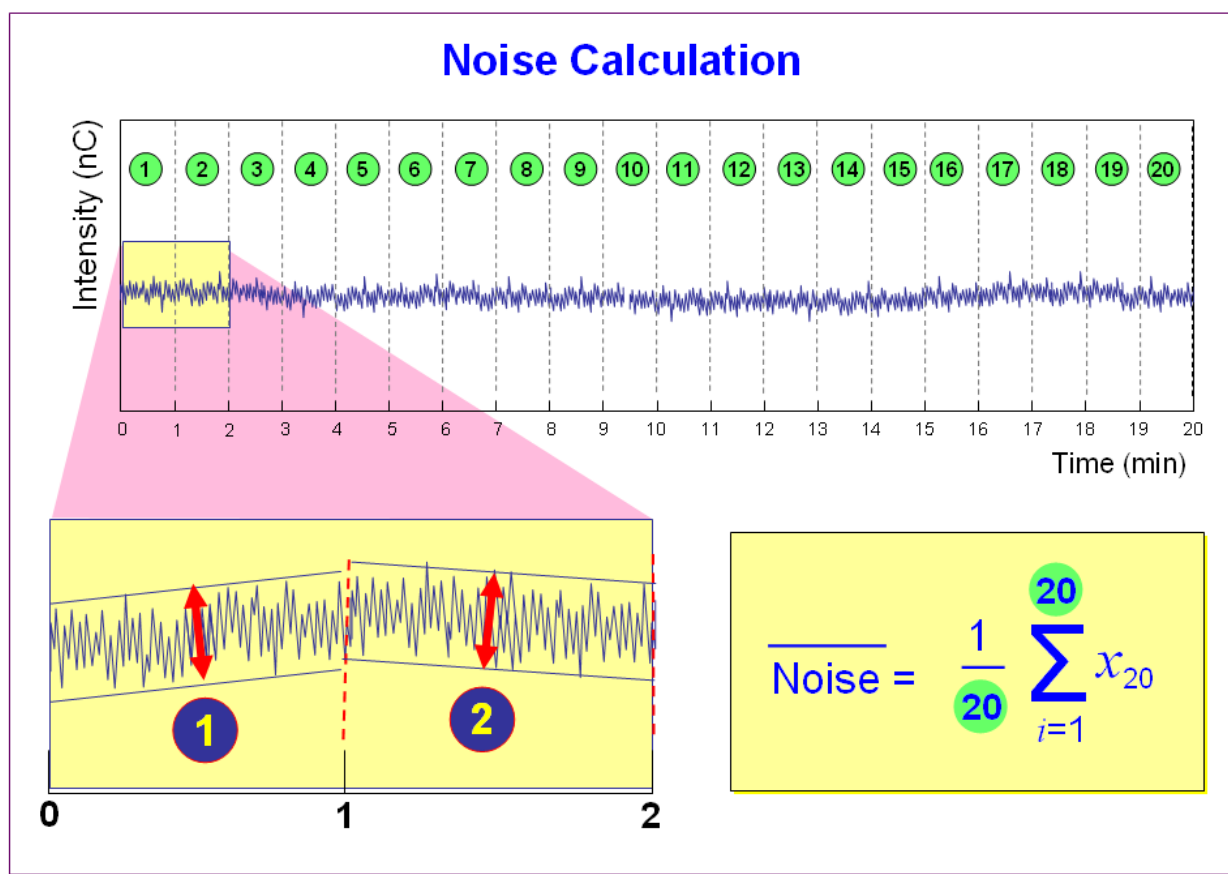 Noise Calculation
Intensity (nC)
1 2 3 4 5 6 7 8 9 10 11 12 13 14 15 16 17 18 19 20
0 1 2 3 4 5 6 7 8 9 10 11 12 13 14 15 16 17 18 19 20
Time (min)
1 2
0 1 2
20
Noise = 1/20 ∑ x20
i=1